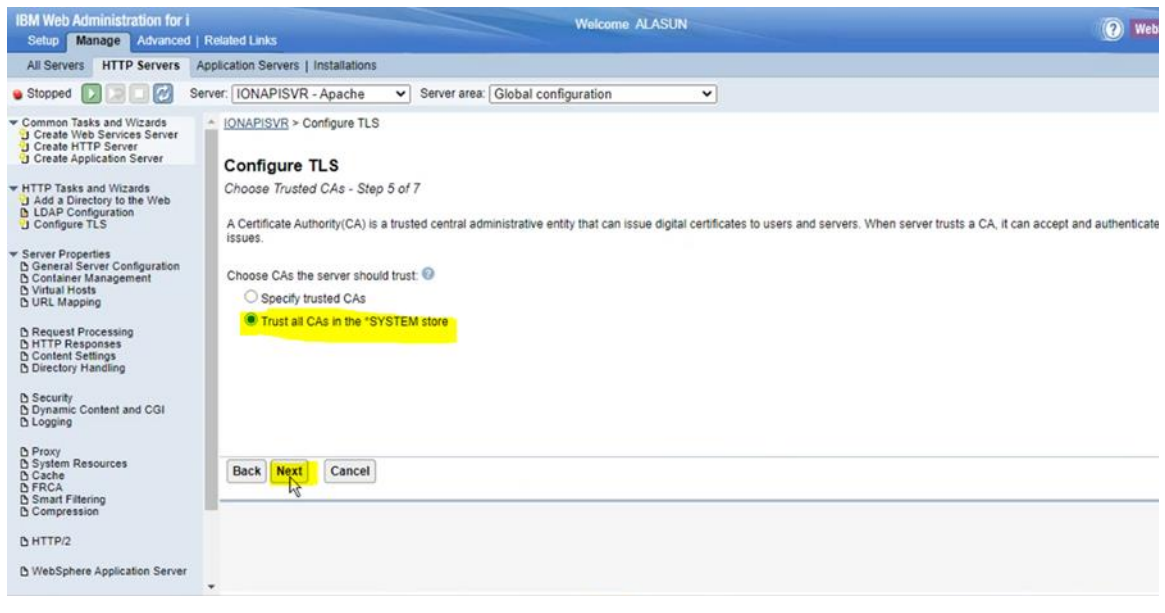 IBM Web Administration for i
Welcome ALASUN
? Web
Setup Manage Advanced | Related Links
All Servers HTTP Servers Application Servers | Installations
Stopped Server: IONAPISVR - Apache Server area: Global configuration
Common Tasks and Wizards
Create Web Services Server
Create HTTP Server
Create Application Server
HTTP Tasks and Wizards
Add a Directory to the Web
LDAP Configuration
Configure TLS
Server Properties
General Server Configuration
Container Management
Virtual Hosts
URL Mapping
Request Processing
HTTP Responses
Content Settings
Directory Handling
Security
Dynamic Content and CGI
Logging
Proxy
System Resources
Cache
FRCA
Smart Filtering
Compression
HTTP/2
WebSphere Application Server
IONAPISVR > Configure TLS
Configure TLS
Choose Trusted CAs - Step 5 of 7
A Certificate Authority(CA) is a trusted central administrative entity that can issue digital certificates to users and servers. When server trusts a CA, it can accept and authenticate
issues.
Choose CAs the server should trust: ?
Specify trusted CAs
Trust all CAs in the *SYSTEM store
Back Next Cancel